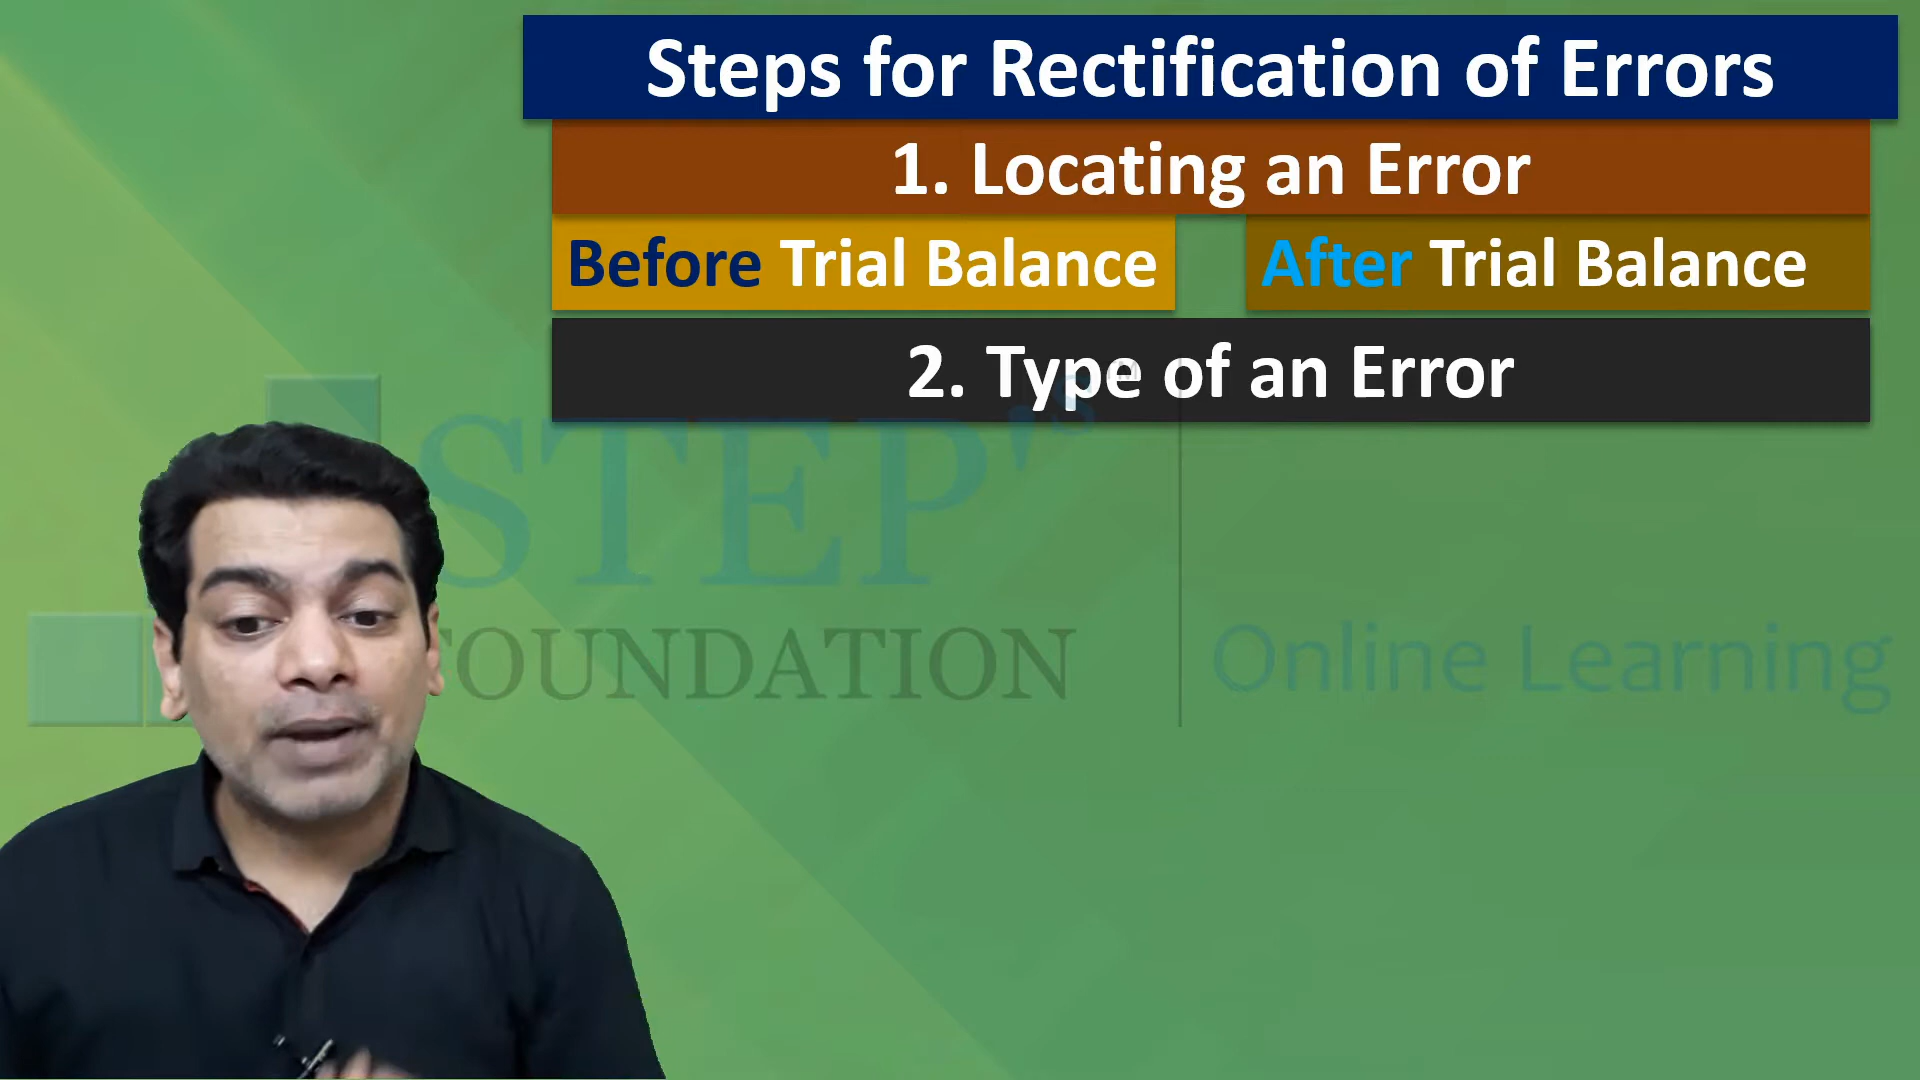 Steps for Rectification of Errors
1. Locating an Error
Before Trial Balance
After Trial Balance
2. Type of an Error
STEP'S™
FOUNDATION
Online Learning